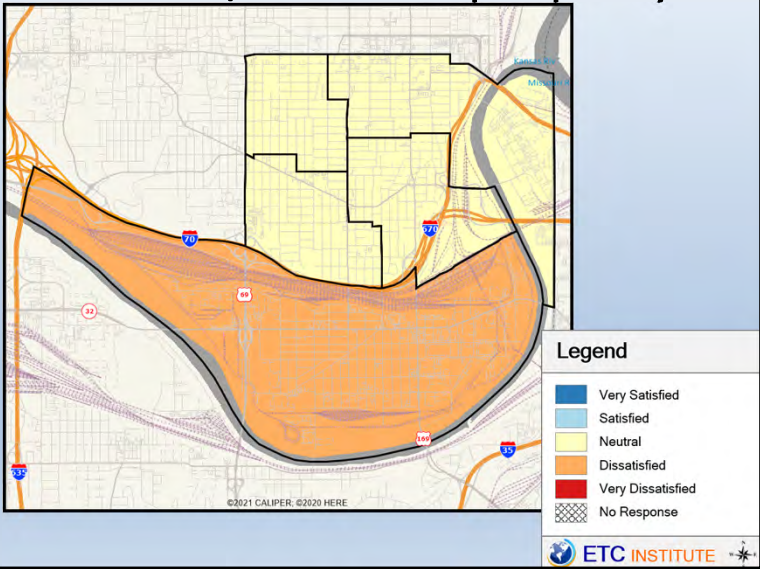 Kansas Riv
Missouri R
70
670
69
32
169
635
35
©2021 CALIPER; ©2020 HERE
Legend
Very Satisfied
Satisfied
Neutral
Dissatisfied
Very Dissatisfied
No Response
ETC INSTITUTE